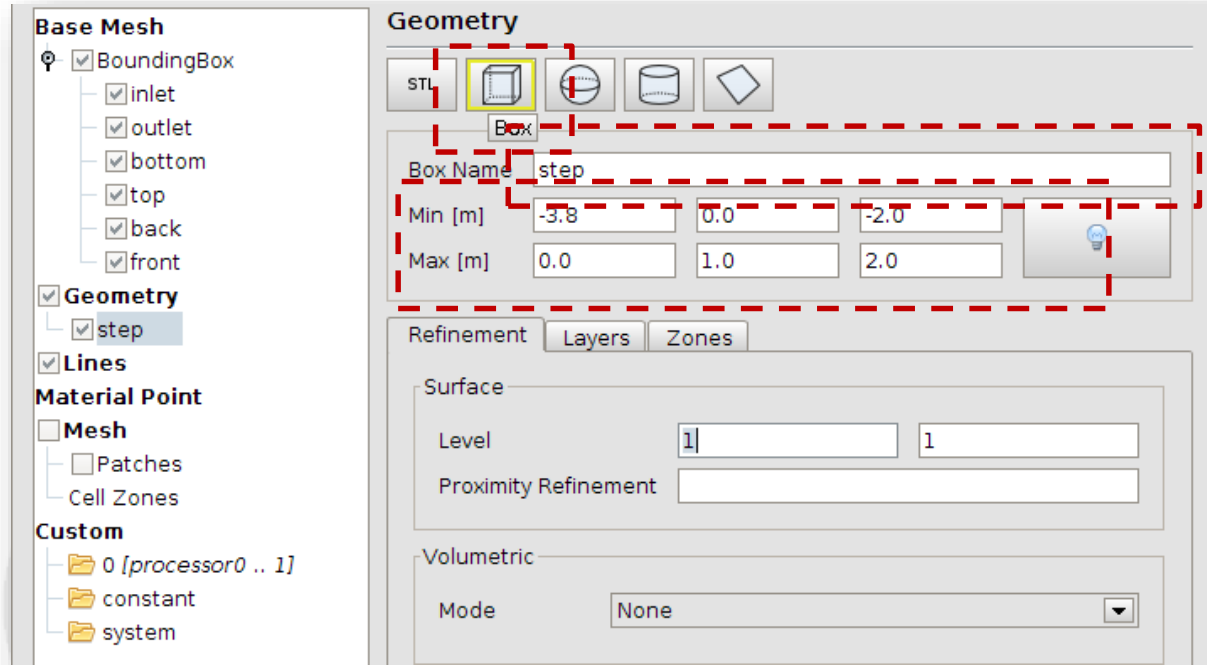 Base Mesh
BoundingBox
inlet
outlet
bottom
top
back
front
Geometry
step
Lines
Material Point
Mesh
Patches
Cell Zones
Custom
0 [processor0 .. 1]
constant
system
Geometry
STL
Box
Box Name step
Min [m] -3.8 0.0 -2.0
Max [m] 0.0 1.0 2.0
Refinement Layers Zones
Surface
Level 1 1
Proximity Refinement
Volumetric
Mode None